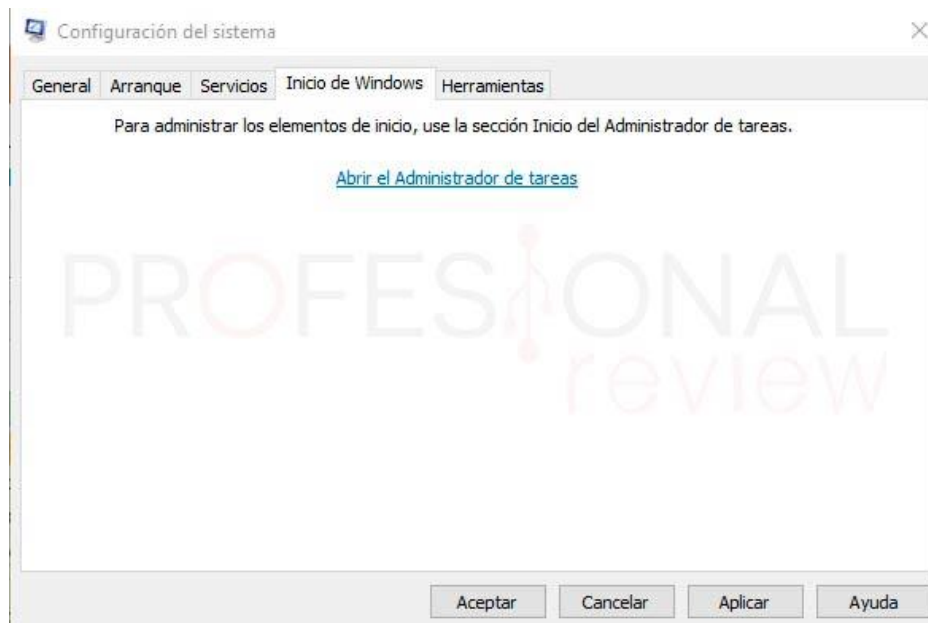 Configuración del sistema
General Arranque Servicios Inicio de Windows Herramientas
Para administrar los elementos de inicio, use la sección Inicio del Administrador de tareas.
Abrir el Administrador de tareas
PROFESIONAL
review
Aceptar Cancelar Aplicar Ayuda